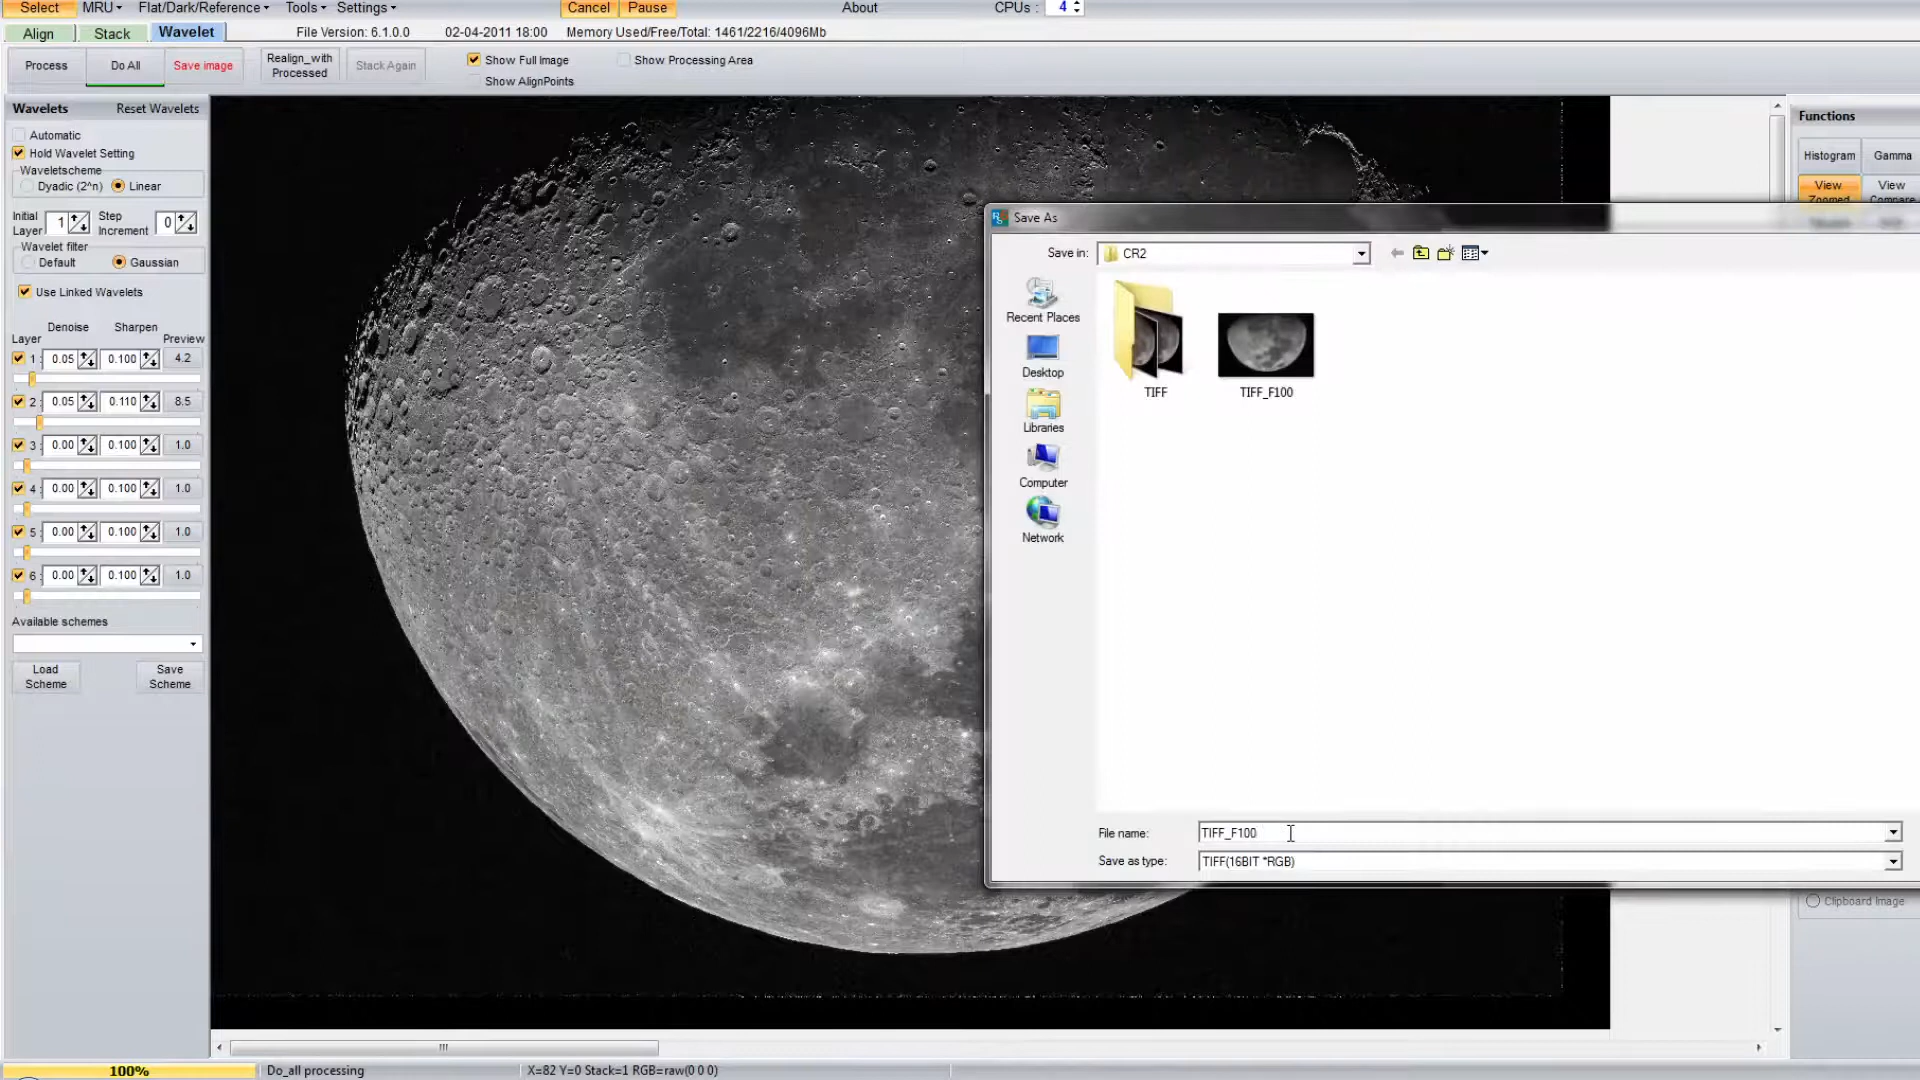 Select MRU Flat/Dark/Reference Tools Settings Cancel Pause About CPUs : 4
Align Stack Wavelet File Version: 6.1.0.0 02-04-2011 18:00 Memory Used/Free/Total: 1461/2216/4096Mb
Process Do All Save image Realign_with Processed Stack Again Show Full Image Show Processing Area
Show AlignPoints
Wavelets Reset Wavelets
Automatic
Hold Wavelet Setting
Waveletscheme
Dyadic (2^n) Linear
Initial Layer 1 Step Increment 0
Wavelet filter
Default Gaussian
Use Linked Wavelets
Denoise Sharpen
Layer Preview
1 : 0.05 0.100 4.2
2 : 0.05 0.110 8.5
3 : 0.00 0.100 1.0
4 : 0.00 0.100 1.0
5 : 0.00 0.100 1.0
6 : 0.00 0.100 1.0
Available schemes
Load Scheme Save Scheme
Functions
Histogram Gamma
View Zoomed View Compare
Save As
Save in: CR2
Recent Places
Desktop
Libraries
Computer
Network
TIFF TIFF_F100
File name: TIFF_F100
Save as type: TIFF(16BIT *RGB)
Clipboard Image
100% Do_all processing X=82 Y=0 Stack=1 RGB=raw(0 0 0)